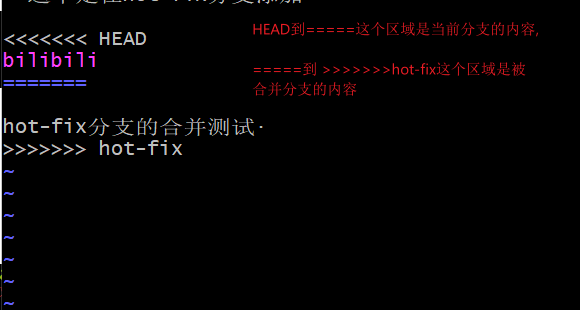 <<<<<<< HEAD
HEAD到=====这个区域是当前分支的内容,
bilibili
=======
=====到 >>>>>>>hot-fix这个区域是被
合并分支的内容
hot-fix分支的合并测试.
>>>>>>> hot-fix
~
~
~
~
~
~
~